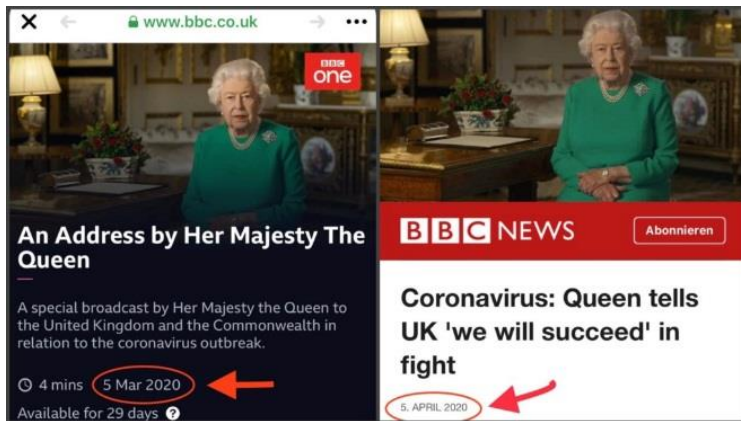 www.bbc.co.uk
BBC
one
An Address by Her Majesty The
Queen
A special broadcast by Her Majesty the Queen to
the United Kingdom and the Commonwealth in
relation to the coronavirus outbreak.
4 mins 5 Mar 2020
Available for 29 days ?
BBC NEWS Abonnieren
Coronavirus: Queen tells
UK 'we will succeed' in
fight
5. APRIL 2020